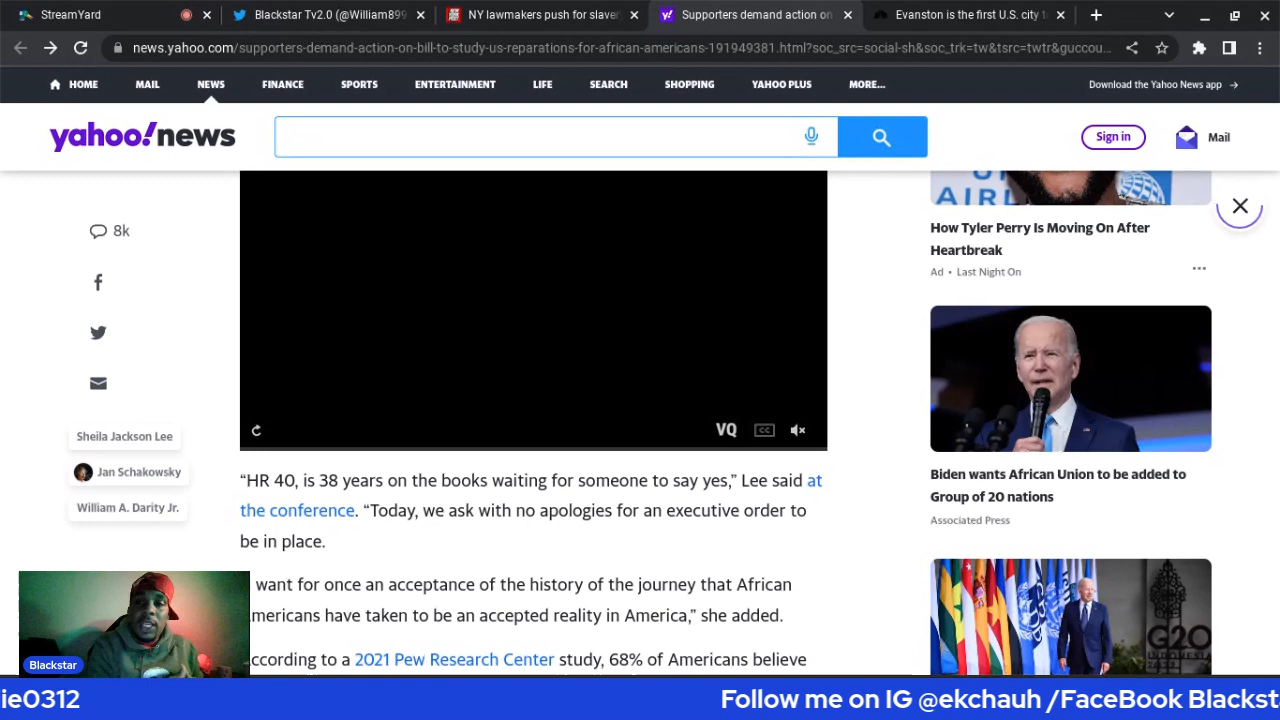 StreamYard
Blackstar Tv2.0 (@William899
NY lawmakers push for slaver
Supporters demand action on
Evanston is the first U.S. city t
news.yahoo.com/supporters-demand-action-on-bill-to-study-us-reparations-for-african-americans-191949381.html?soc_src=social-sh&soc_trk=tw&tsrc=twtr&guccou...
HOME MAIL NEWS FINANCE SPORTS ENTERTAINMENT LIFE SEARCH SHOPPING YAHOO PLUS MORE... Download the Yahoo News app →
yahoo!news
Sign in
Mail
8k
Sheila Jackson Lee
Jan Schakowsky
William A. Darity Jr.
VQ CC
“HR 40, is 38 years on the books waiting for someone to say yes,” Lee said at
the conference. “Today, we ask with no apologies for an executive order to
be in place.
want for once an acceptance of the history of the journey that African
mericans have taken to be an accepted reality in America,” she added.
ccording to a 2021 Pew Research Center study, 68% of Americans believe
AIRL
How Tyler Perry Is Moving On After
Heartbreak
Ad • Last Night On
Biden wants African Union to be added to
Group of 20 nations
Associated Press
G20
Blackstar
ie0312
Follow me on IG @ekchauh /FaceBook Blackst